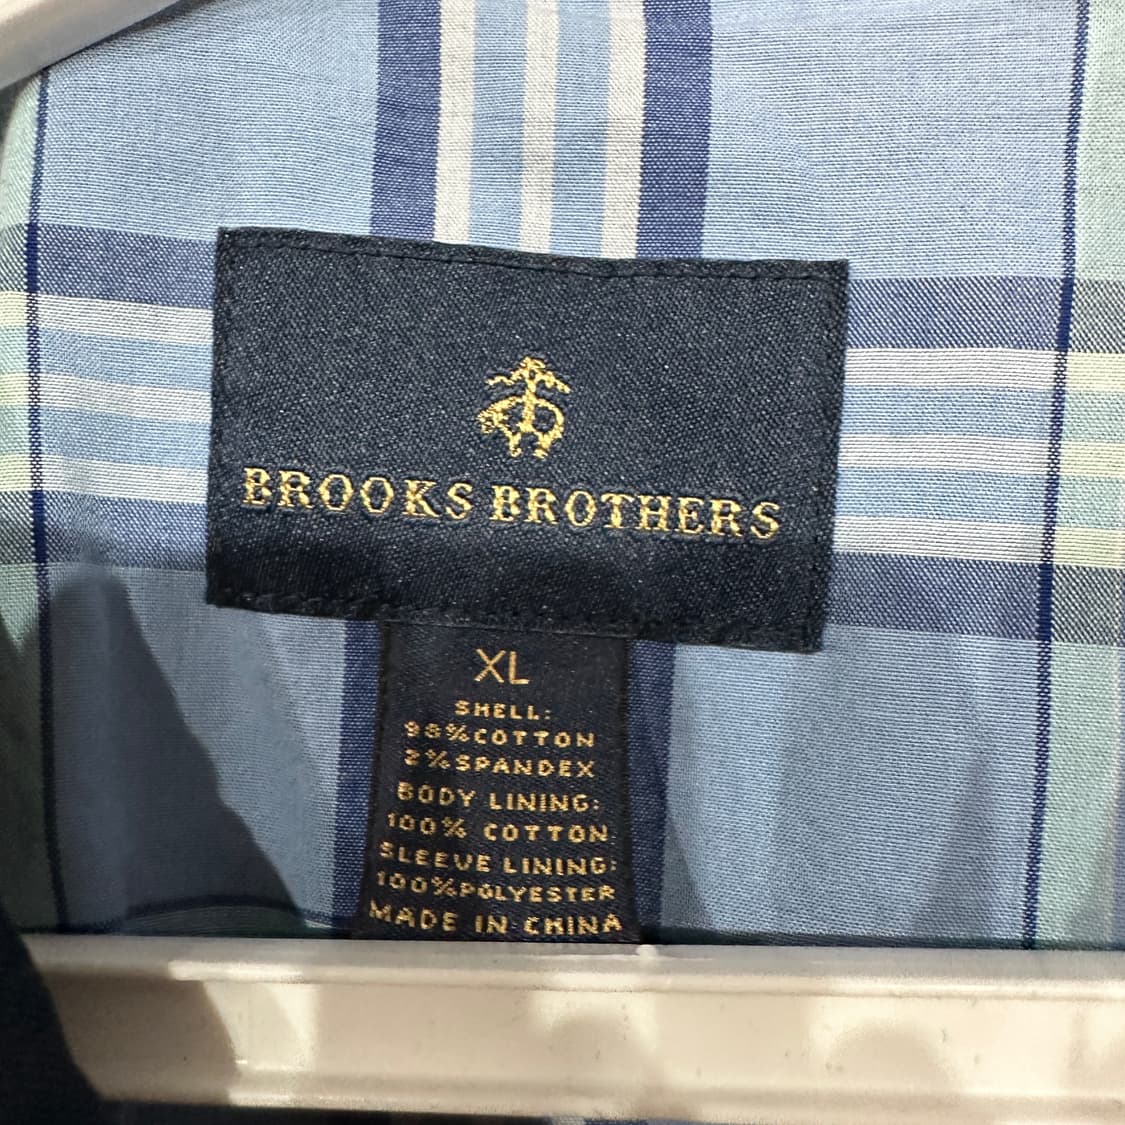 BROOKS BROTHERS
XL
SHELL:
98%COTTON
2%SPANDEX
BODY LINING:
100% COTTON
SLEEVE LINING:
100%POLYESTER
MADE IN CHINA